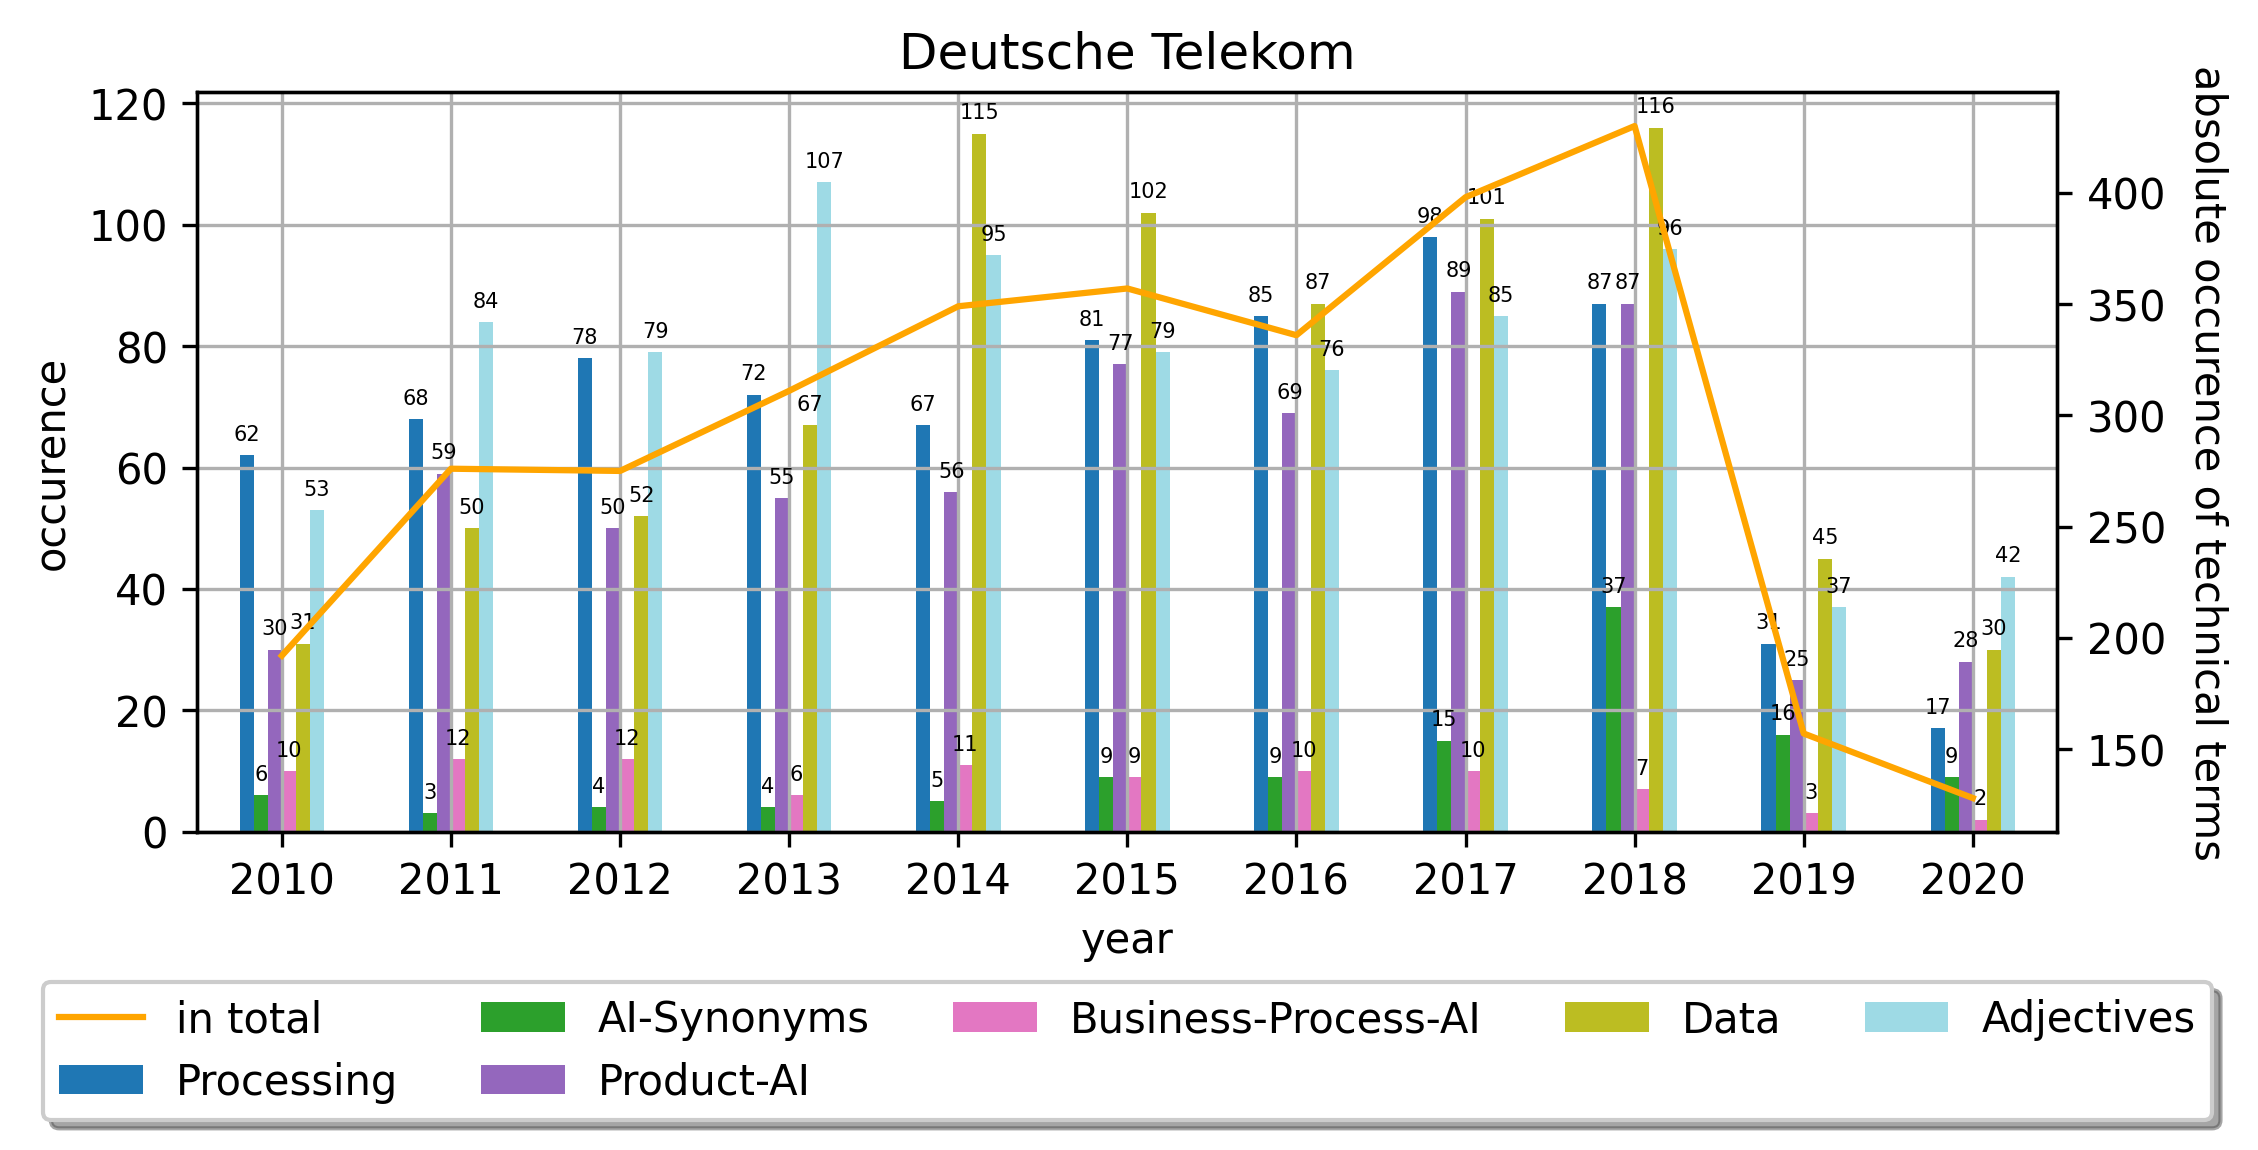 Deutsche Telekom
120
100
80
60
40
20
0
occurence
400
350
300
250
200
150
absolute occurence of technical terms
62 6 30 10 31 53
68 3 59 12 50 84
78 4 50 12 52 79
72 4 55 6 67 107
67 5 56 11 115 95
81 9 77 9 102 79
85 9 69 10 87 76
98 15 89 10 101 85
87 37 87 7 116 96
31 16 25 3 45 37
17 9 28 2 30 42
2010 2011 2012 2013 2014 2015 2016 2017 2018 2019 2020
year
in total AI-Synonyms Business-Process-AI Data Adjectives
Processing Product-AI